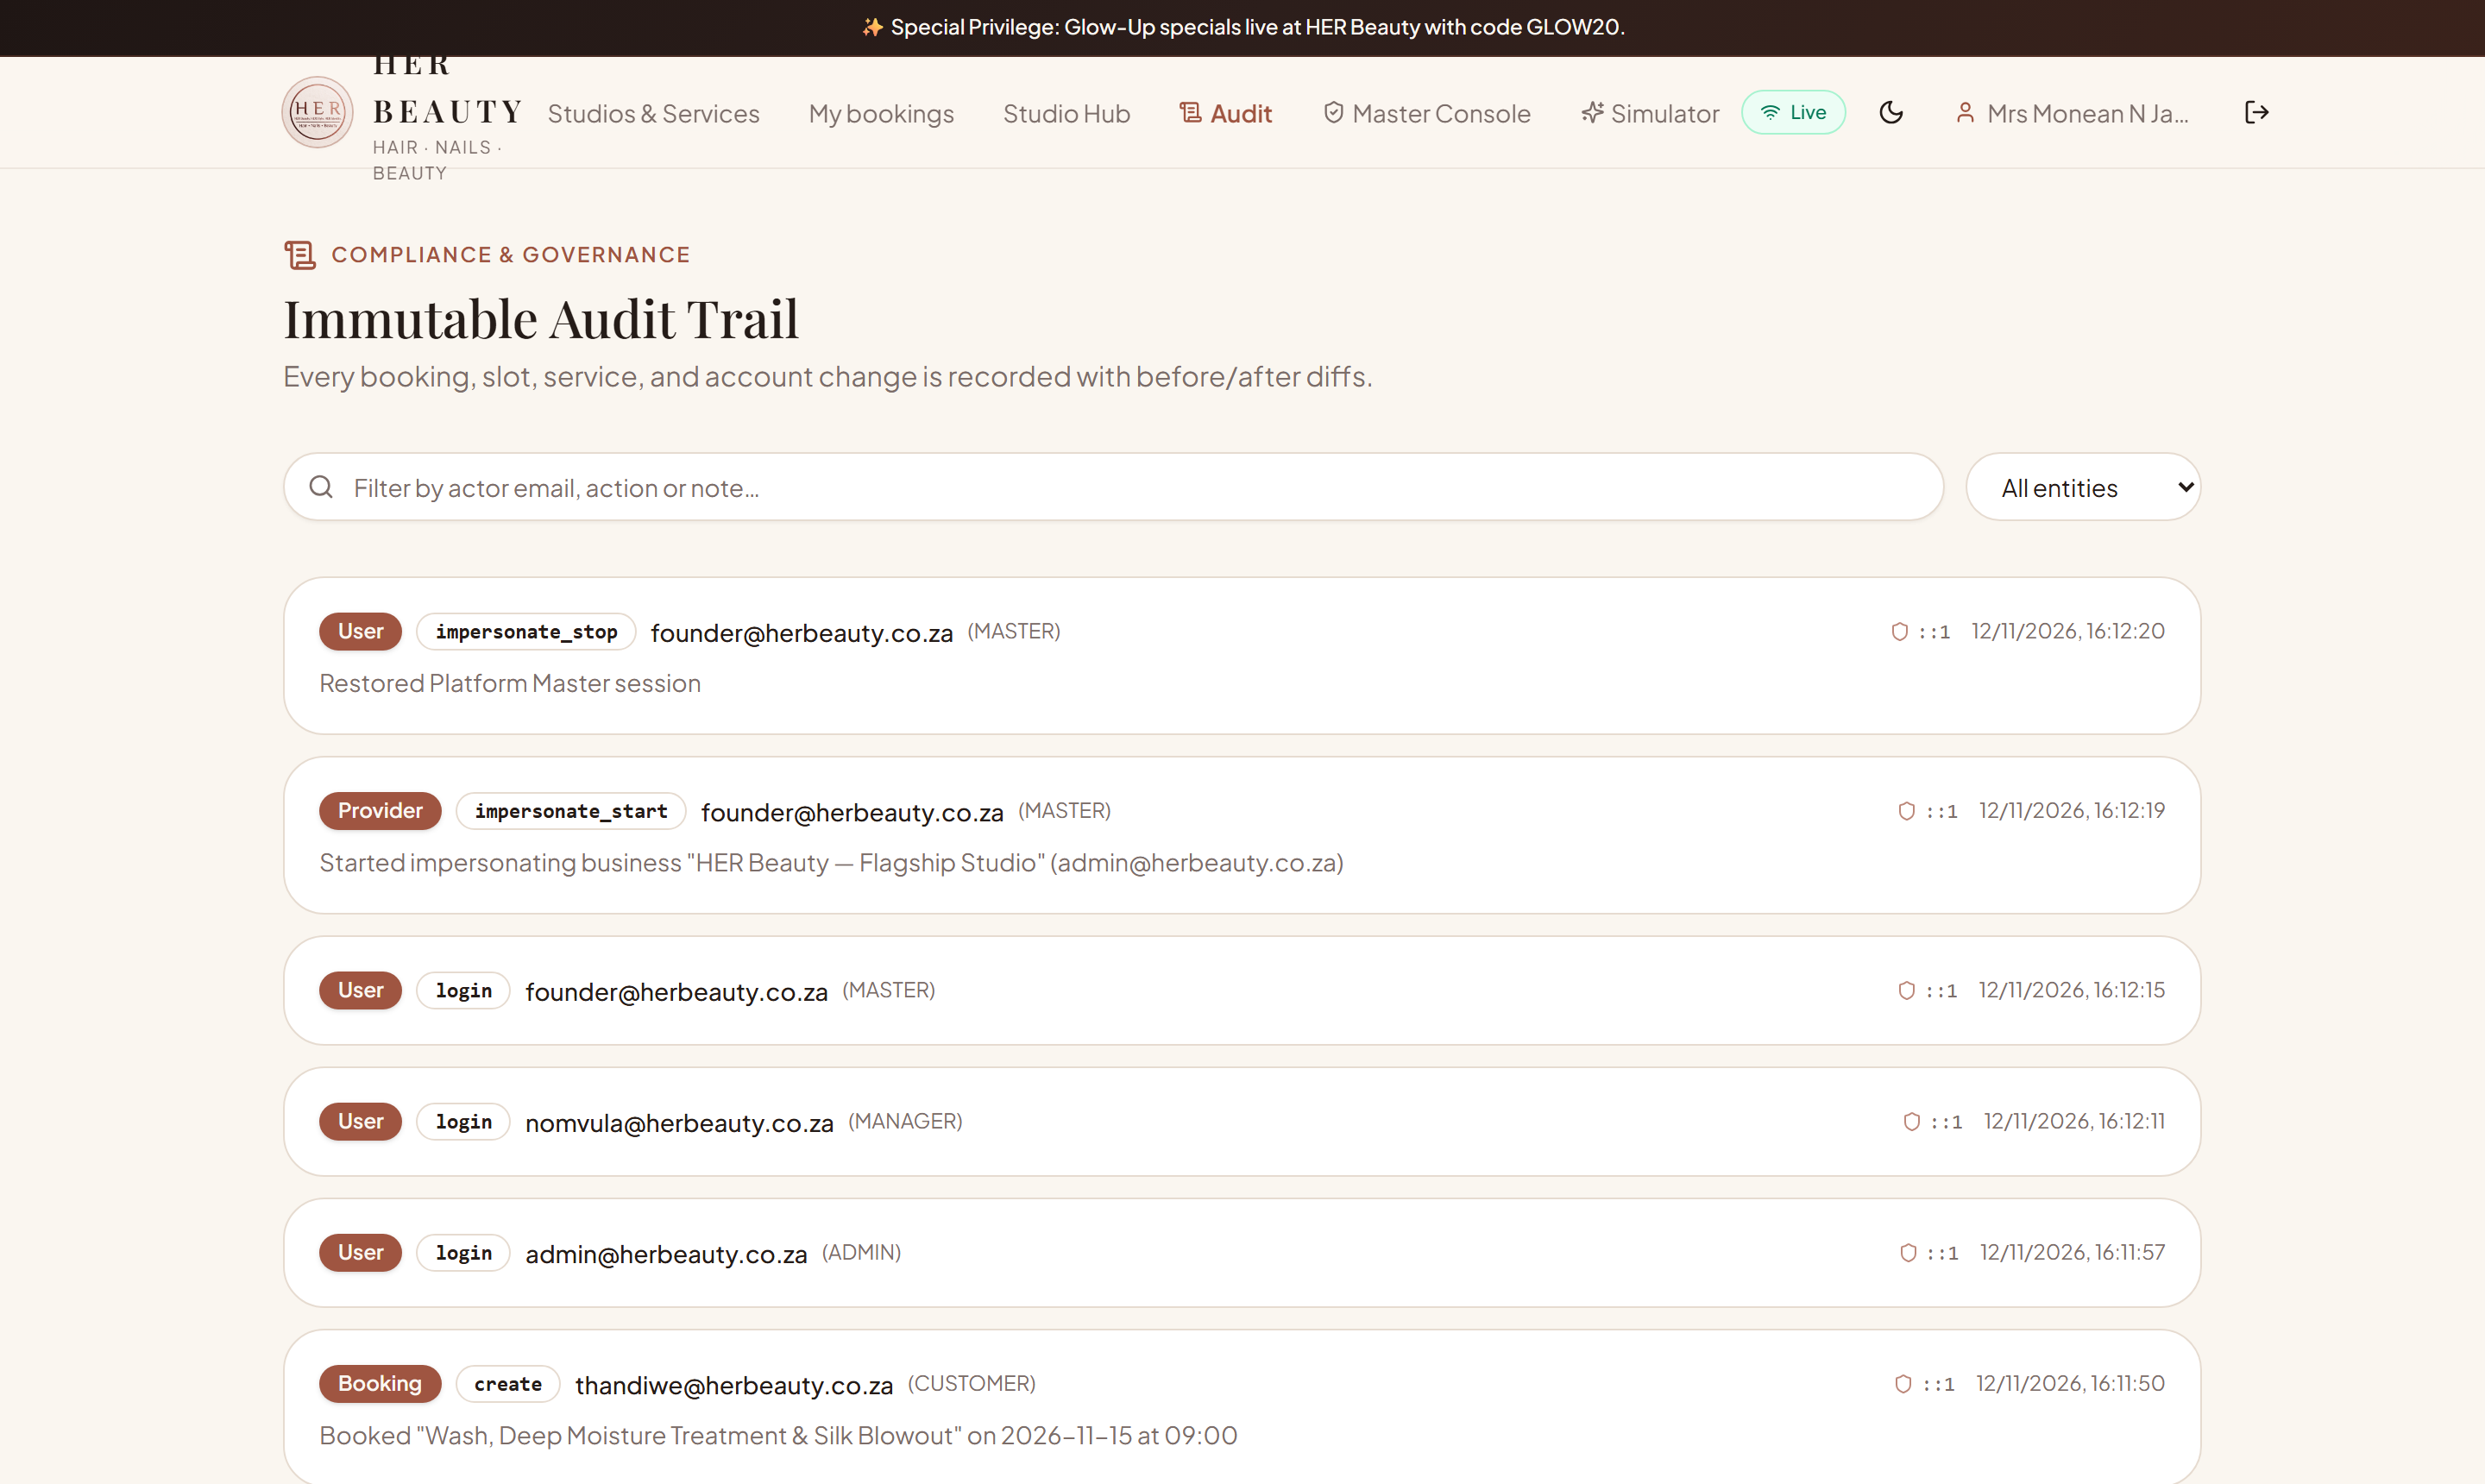 ✨ Special Privilege: Glow-Up specials live at HER Beauty with code GLOW20.
HER
HER
BEAUTY
HAIR · NAILS ·
BEAUTY
Studios & Services
My bookings
Studio Hub
Audit
Master Console
Simulator
Live
Mrs Monean N Ja...
COMPLIANCE & GOVERNANCE
Immutable Audit Trail
Every booking, slot, service, and account change is recorded with before/after diffs.
Filter by actor email, action or note...
All entities
User impersonate_stop founder@herbeauty.co.za (MASTER) ::1 12/11/2026, 16:12:20
Restored Platform Master session
Provider impersonate_start founder@herbeauty.co.za (MASTER) ::1 12/11/2026, 16:12:19
Started impersonating business "HER Beauty — Flagship Studio" (admin@herbeauty.co.za)
User login founder@herbeauty.co.za (MASTER) ::1 12/11/2026, 16:12:15
User login nomvula@herbeauty.co.za (MANAGER) ::1 12/11/2026, 16:12:11
User login admin@herbeauty.co.za (ADMIN) ::1 12/11/2026, 16:11:57
Booking create thandiwe@herbeauty.co.za (CUSTOMER) ::1 12/11/2026, 16:11:50
Booked "Wash, Deep Moisture Treatment & Silk Blowout" on 2026-11-15 at 09:00